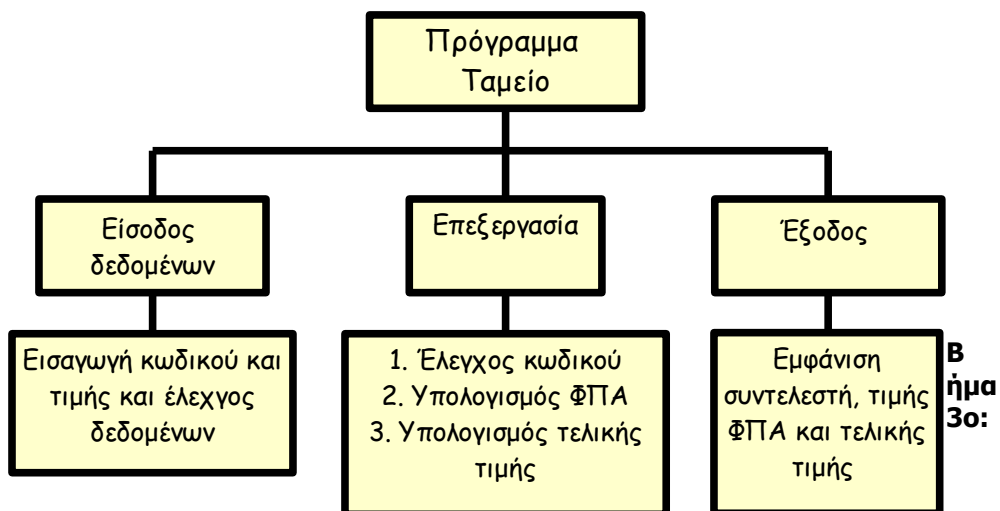 Πρόγραμμα
Ταμείο
Είσοδος
δεδομένων
Επεξεργασία
Έξοδος
Εισαγωγή κωδικού και
τιμής και έλεχγος
δεδομένων
1. Έλεγχος κωδικού
2. Υπολογισμός ΦΠΑ
3. Υπολογισμός τελικής
τιμής
Εμφάνιση
συντελεστή, τιμής
ΦΠΑ και τελικής
τιμής
Β
ήμα
3ο: